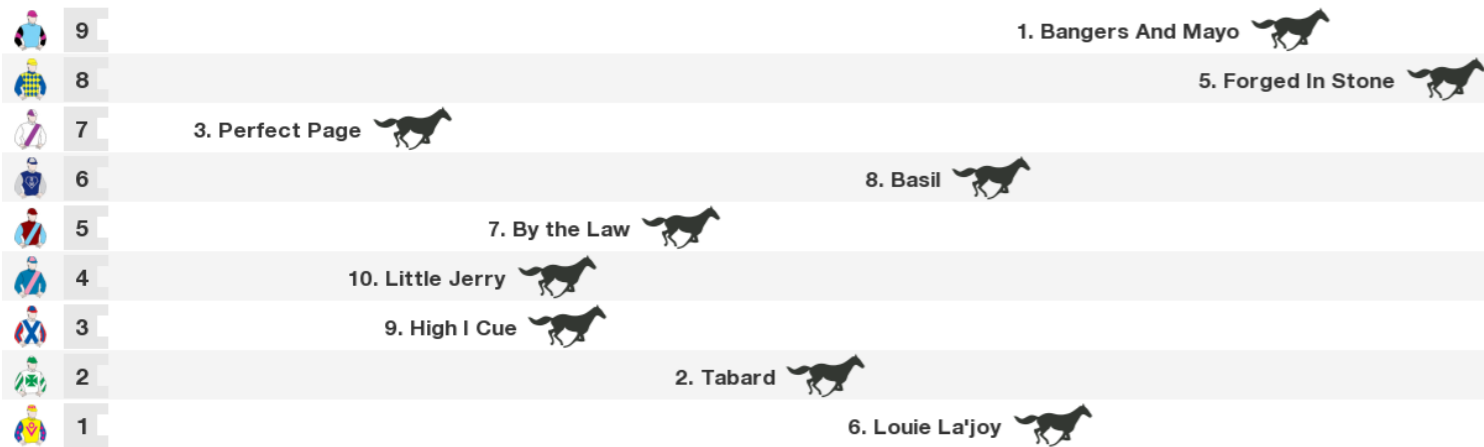 9 1. Bangers And Mayo
8 5. Forged In Stone
7 3. Perfect Page
6 8. Basil
5 7. By the Law
4 10. Little Jerry
3 9. High I Cue
2 2. Tabard
1 6. Louie La'joy